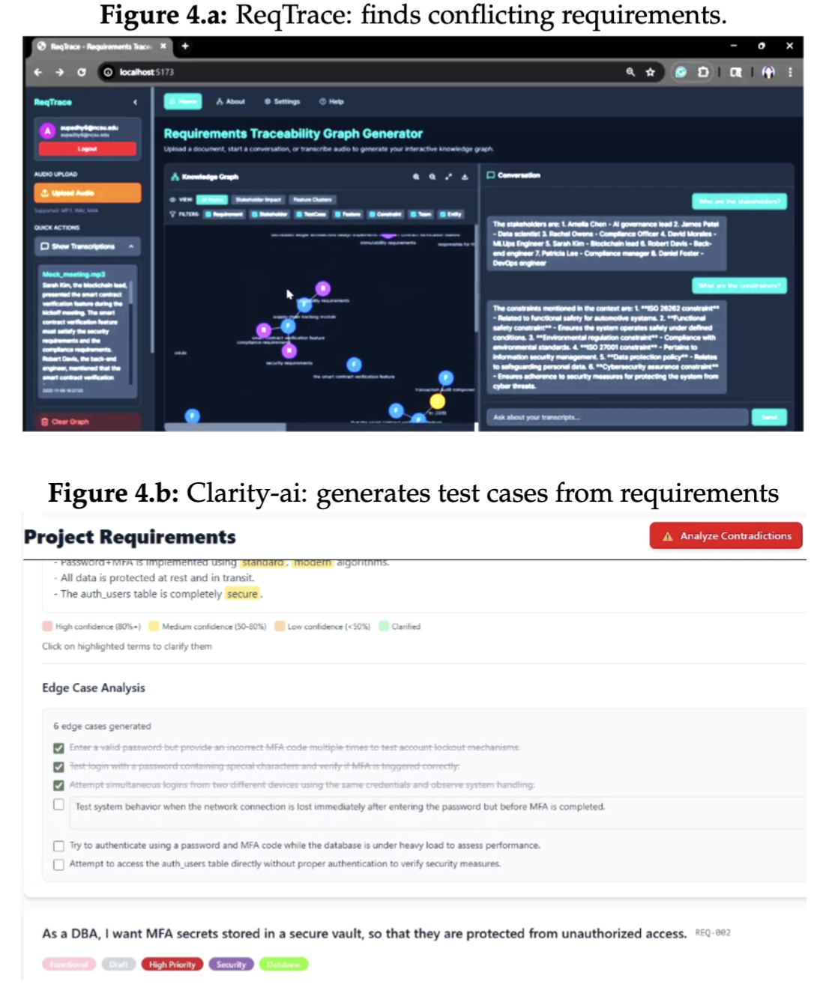 Figure 4.a: ReqTrace: finds conflicting requirements.
ReqTrace - Requirements Trace
localhost:5173
ReqTrace
Home
About
Settings
Help
A
aupadhy6@ncsu.edu
aupadhy6@ncsu.edu
Logout
AUDIO UPLOAD
Upload Audio
Supported: MP3, WAV, M4A
QUICK ACTIONS
Show Transcriptions
Mock_meeting.mp3
Sarah Kim, the blockchain lead,
presented the smart contract
verification feature during the
kickoff meeting. The smart
contract verification feature
must satisfy the security
requirements and the
compliance requirements.
Robert Davis, the back-end
engineer, mentioned that the
smart contract verification
Clear Graph
Requirements Traceability Graph Generator
Upload a document, start a conversation, or transcribe audio to generate your interactive knowledge graph.
Knowledge Graph
VIEW:
All Nodes
Stakeholder Impact
Feature Clusters
FILTERS:
Requirement
Stakeholder
TestCase
Feature
Constraint
Team
Entity
immutability requirements
responsible for
R
F
supply chain tracking module
F
R
smart contract verification feature
compliance requirements
R
security requirements
F
the smart contract verification feature
F
transaction audit component
F
F
F
Conversation
Who are the stakeholders?
The stakeholders are: 1. Amelia Chen - AI governance lead 2. James Patel
- Data scientist 3. Rachel Owens - Compliance Officer 4. David Morales -
MLUps Engineer 5. Sarah Kim - Blockchain lead 6. Robert Davis - Back-
end engineer 7. Patricia Lee - Compliance manager 8. Daniel Foster -
DevOps engineer
What are the constraints?
The constraints mentioned in the context are: 1. **ISO 26262 constraint**
- Related to functional safety for automotive systems. 2. **Functional
safety constraint** - Ensures the system operates safely under defined
conditions. 3. **Environmental regulation constraint** - Compliance with
environmental standards. 4. **ISO 27001 constraint** - Pertains to
information security management. 5. **Data protection policy** - Relates
to safeguarding personal data. 6. **Cybersecurity assurance constraint**
- Ensures adherence to security measures for protecting the system from
cyber threats.
Ask about your transcripts...
Send
Figure 4.b: Clarity-ai: generates test cases from requirements
Project Requirements
Analyze Contradictions
- Password+MFA is implemented using standard, modern algorithms.
- All data is protected at rest and in transit.
- The auth_users table is completely secure.
High confidence (80%+)
Medium confidence (50-80%)
Low confidence (<50%)
Clarified
Click on highlighted terms to clarify them
Edge Case Analysis
6 edge cases generated
Enter a valid password but provide an incorrect MFA code multiple times to test account lockout mechanisms.
Test login with a password containing special characters and verify if MFA is triggered correctly.
Attempt simultaneous logins from two different devices using the same credentials and observe system handling.
Test system behavior when the network connection is lost immediately after entering the password but before MFA is completed.
Try to authenticate using a password and MFA code while the database is under heavy load to assess performance.
Attempt to access the auth_users table directly without proper authentication to verify security measures.
As a DBA, I want MFA secrets stored in a secure vault, so that they are protected from unauthorized access. REQ-002
Functional
Draft
High Priority
Security
Database